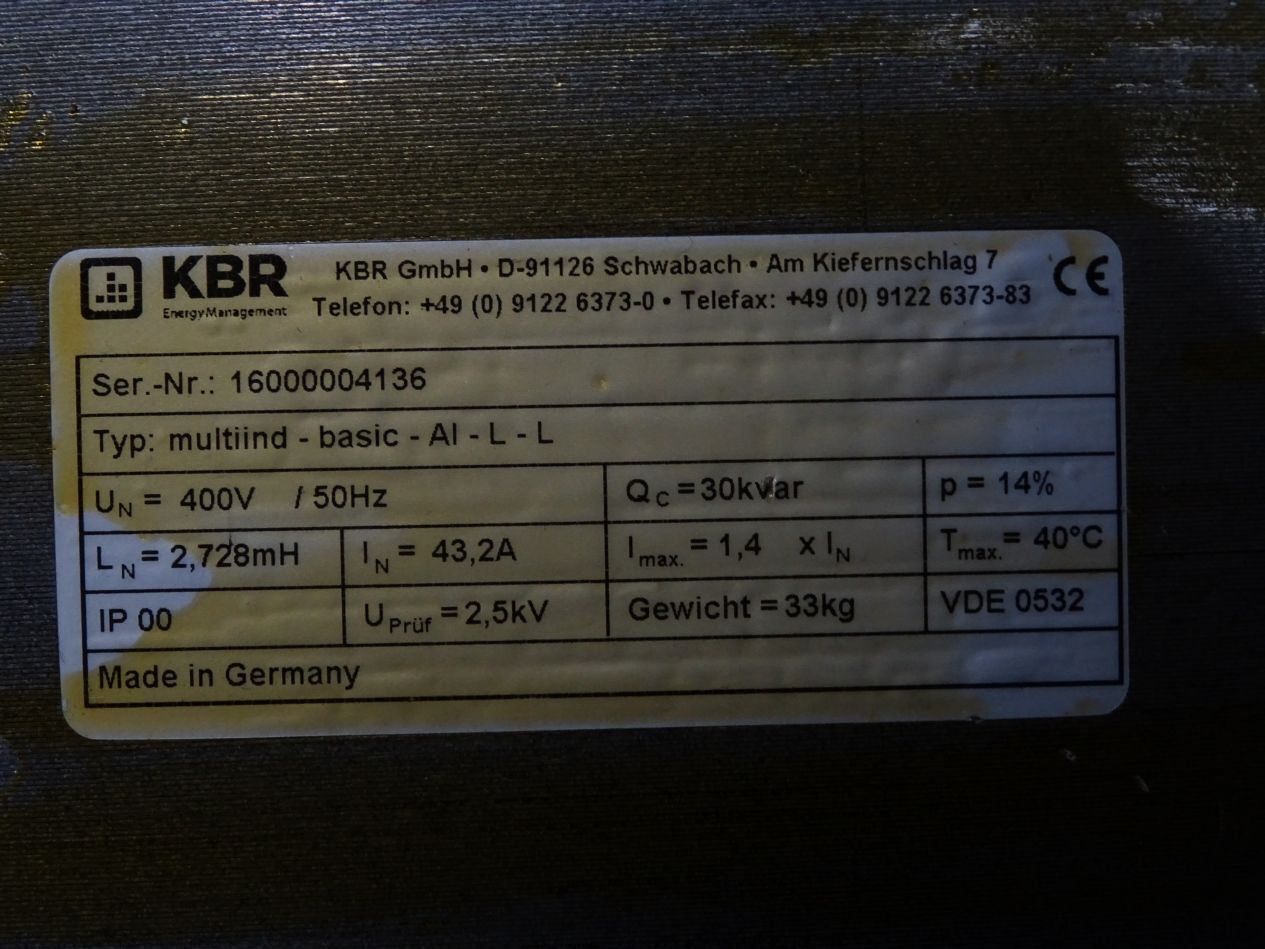 KBR
EnergyManagement
KBR GmbH • D-91126 Schwabach • Am Kiefernschlag 7
Telefon: +49 (0) 9122 6373-0 • Telefax: +49 (0) 9122 6373-83
CE
Ser.-Nr.: 16000004136
Typ: multiind - basic - Al - L - L
UN = 400V / 50Hz
QC = 30kvar
p = 14%
LN = 2,728mH
IN = 43,2A
Imax. = 1,4 x IN
Tmax. = 40°C
IP 00
UPrüf = 2,5kV
Gewicht = 33kg
VDE 0532
Made in Germany